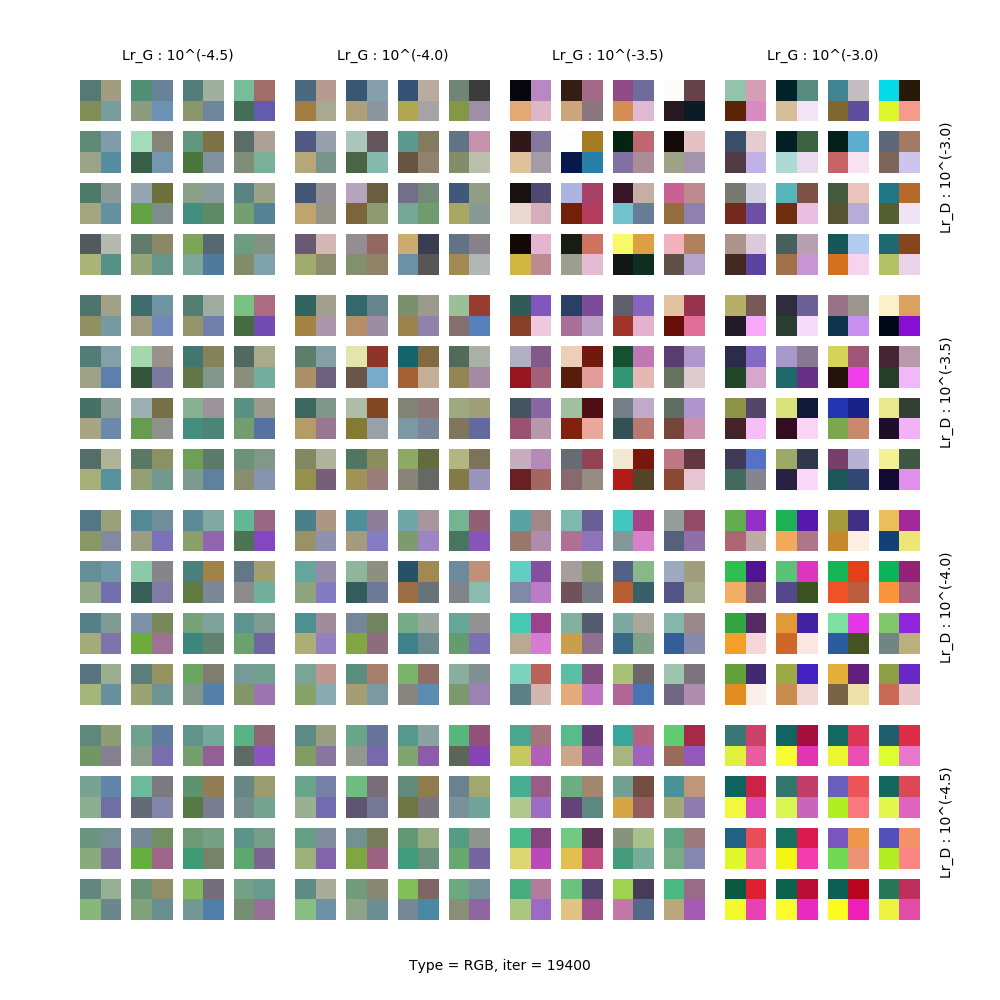 Lr_G : 10^(-4.5)
Lr_G : 10^(-4.0)
Lr_G : 10^(-3.5)
Lr_G : 10^(-3.0)
Lr_D : 10^(-3.0)
Lr_D : 10^(-3.5)
Lr_D : 10^(-4.0)
Lr_D : 10^(-4.5)
Type = RGB, iter = 19400